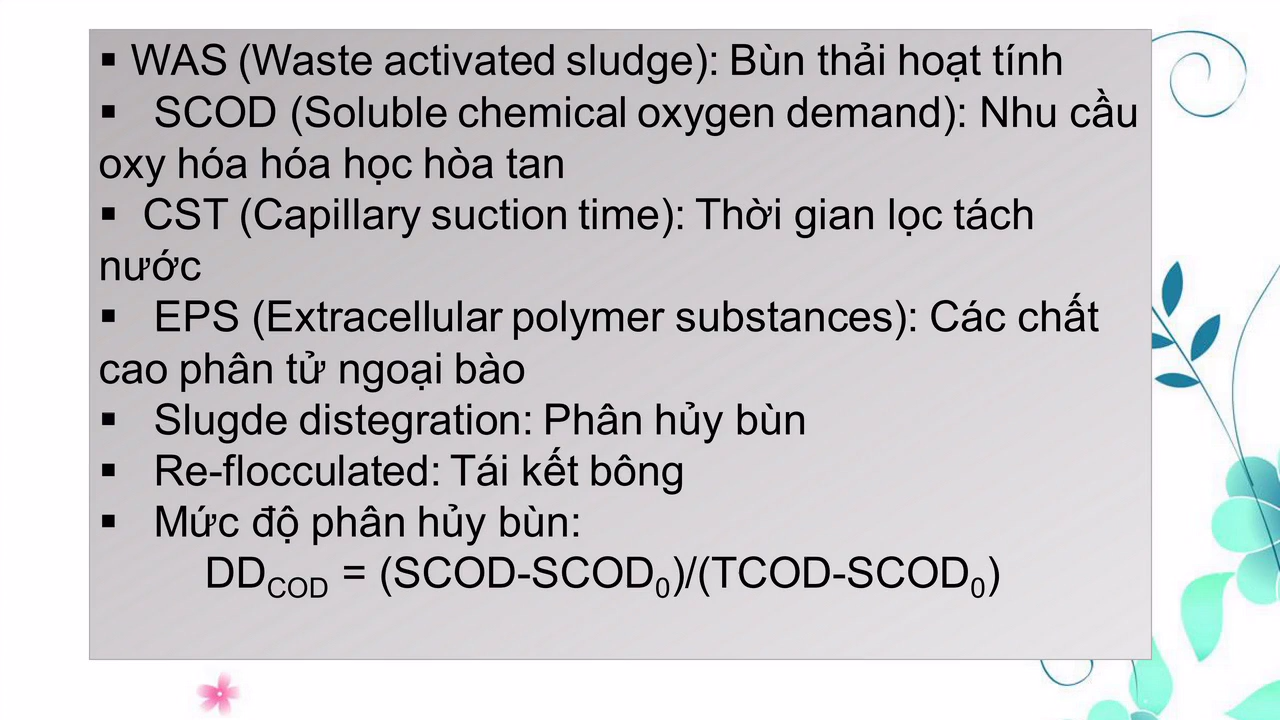 ▪ WAS (Waste activated sludge): Bùn thải hoạt tính
▪ SCOD (Soluble chemical oxygen demand): Nhu cầu
oxy hóa hóa học hòa tan
▪ CST (Capillary suction time): Thời gian lọc tách
nước
▪ EPS (Extracellular polymer substances): Các chất
cao phân tử ngoại bào
▪ Slugde distegration: Phân hủy bùn
▪ Re-flocculated: Tái kết bông
▪ Mức độ phân hủy bùn:
DD_COD = (SCOD-SCOD₀)/(TCOD-SCOD₀)